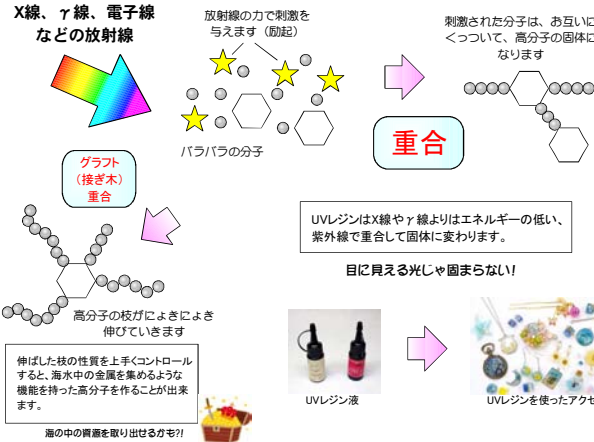 X線、γ線、電子線
などの放射線
放射線の力で刺激を
与えます（励起）
刺激された分子は、お互いに
くっついて、高分子の固体に
なります
バラバラの分子
重合
グラフト
（接ぎ木）
重合
UVレジンはX線やγ線よりはエネルギーの低い、
紫外線で重合して固体に変わります。
目に見える光じゃ固まらない！
高分子の枝がにょきにょき
伸びていきます
伸ばした枝の性質を上手くコントロール
すると、海水中の金属を集めるような
機能を持った高分子を作ることが出来
ます。
海の中の資源を取り出せるかも?!
UVレジン液
UVレジンを使ったアクセ